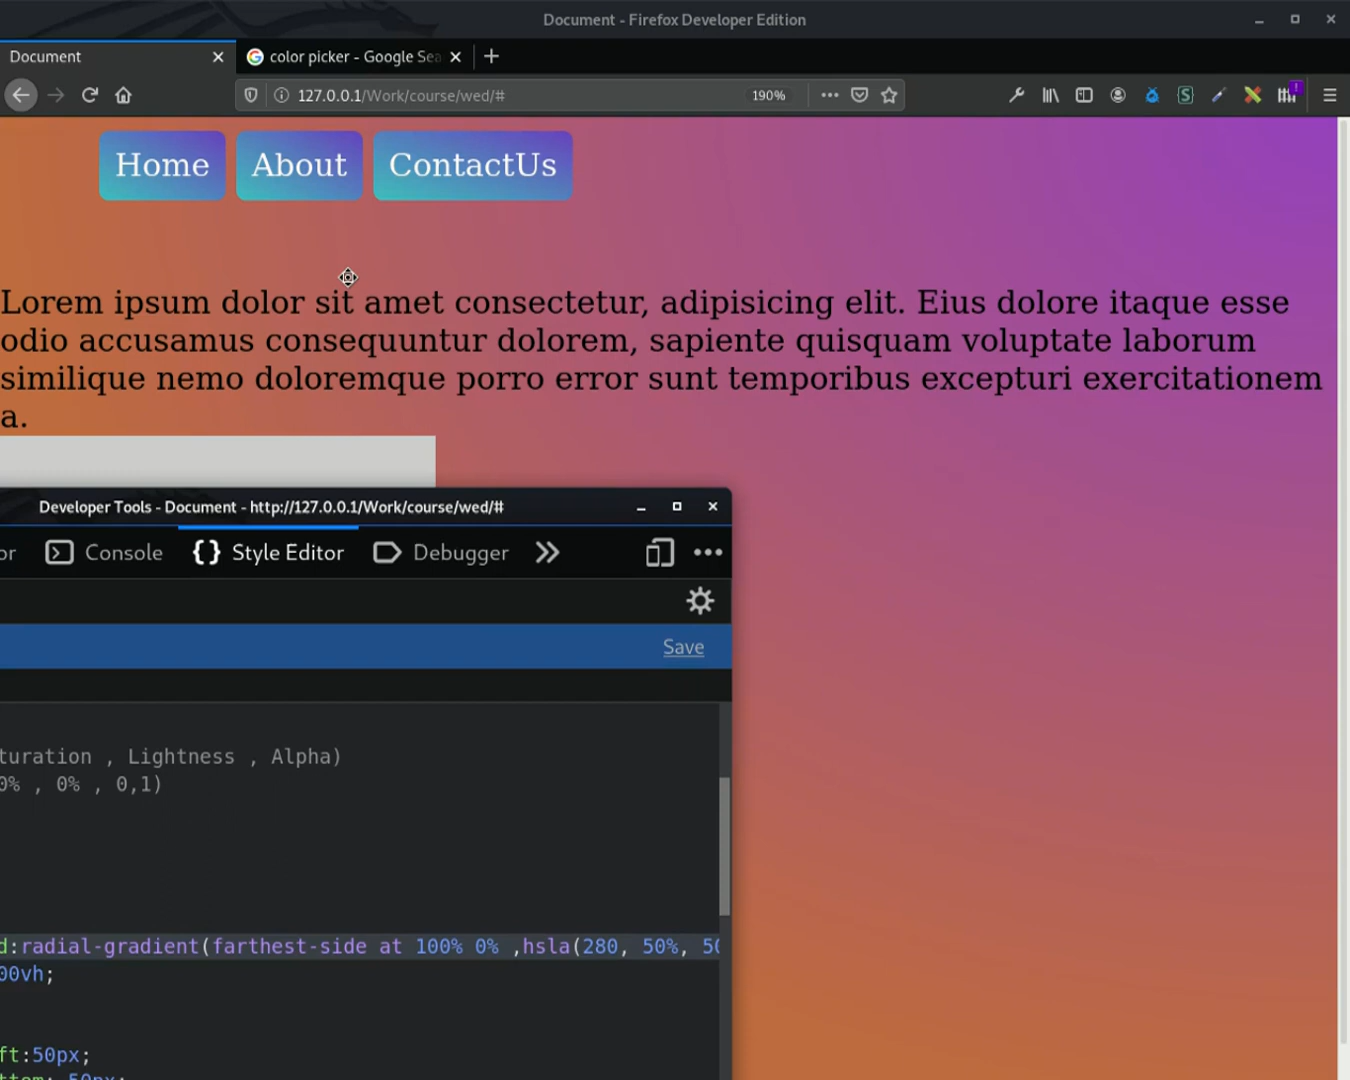 Document - Firefox Developer Edition
Document
color picker - Google Sea
127.0.0.1/Work/course/wed/#
190%
Home
About
ContactUs
Lorem ipsum dolor sit amet consectetur, adipisicing elit. Eius dolore itaque esse
odio accusamus consequuntur dolorem, sapiente quisquam voluptate laborum
similique nemo doloremque porro error sunt temporibus excepturi exercitationem
a.
Developer Tools - Document - http://127.0.0.1/Work/course/wed/#
or
Console
{} Style Editor
Debugger
Save
turation , Lightness , Alpha)
0% , 0% , 0,1)
d:radial-gradient(farthest-side at 100% 0% ,hsla(280, 50%, 50
00vh;
ft:50px;
ttom: 50px;